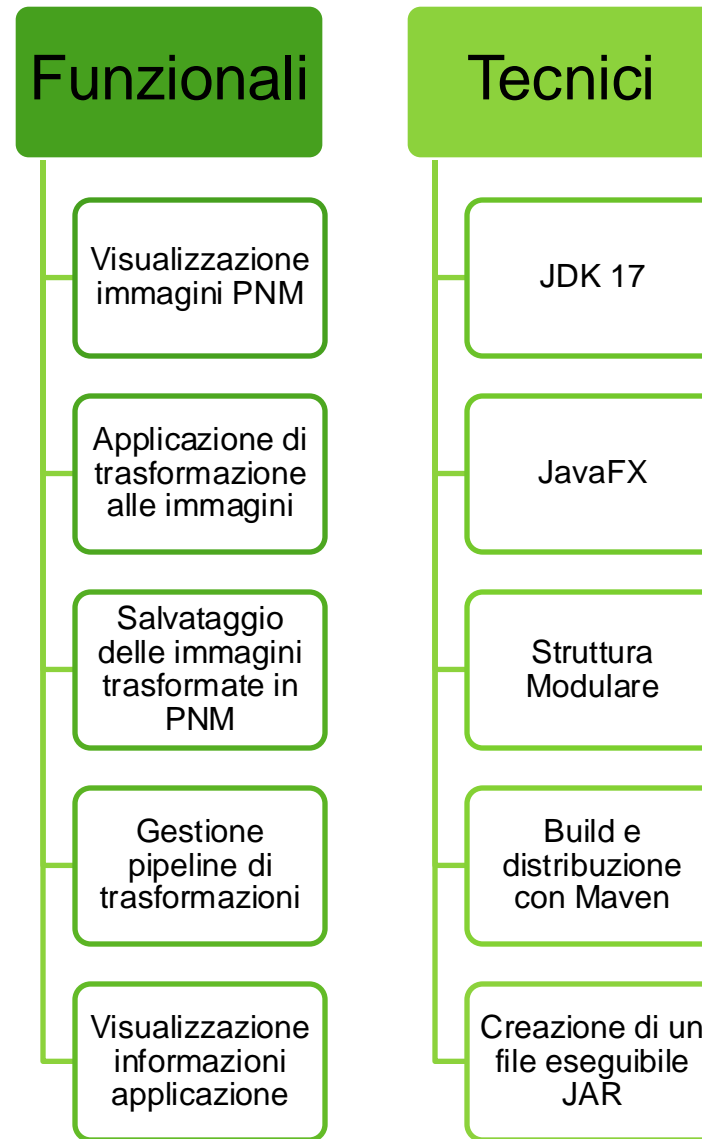 Funzionali
Visualizzazione
immagini PNM
Applicazione di
trasformazione
alle immagini
Salvataggio
delle immagini
trasformate in
PNM
Gestione
pipeline di
trasformazioni
Visualizzazione
informazioni
applicazione
Tecnici
JDK 17
JavaFX
Struttura
Modulare
Build e
distribuzione
con Maven
Creazione di un
file eseguibile
JAR